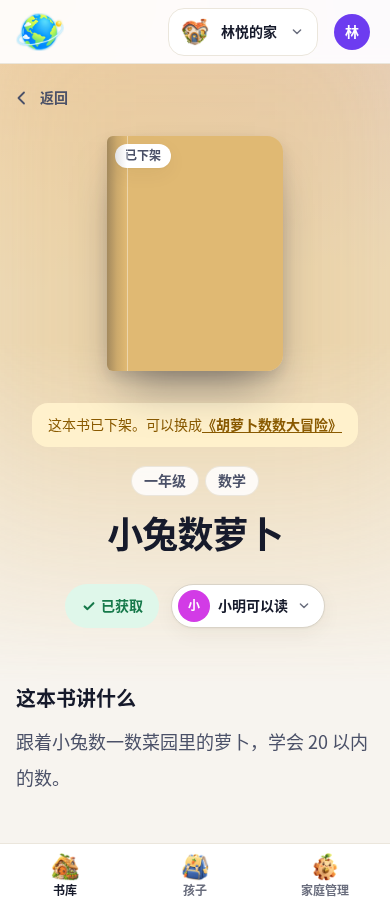 林悦的家
林
返回
已下架
这本书已下架。可以换成《胡萝卜数数大冒险》
一年级
数学
小兔数萝卜
已获取
小
小明可以读
这本书讲什么
跟着小兔数一数菜园里的萝卜，学会 20 以内
的数。
书库
孩子
家庭管理